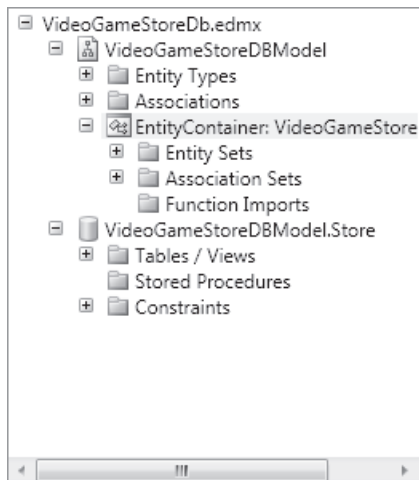 VideoGameStoreDb.edmx
VideoGameStoreDBModel
Entity Types
Associations
EntityContainer: VideoGameStore
Entity Sets
Association Sets
Function Imports
VideoGameStoreDBModel.Store
Tables / Views
Stored Procedures
Constraints